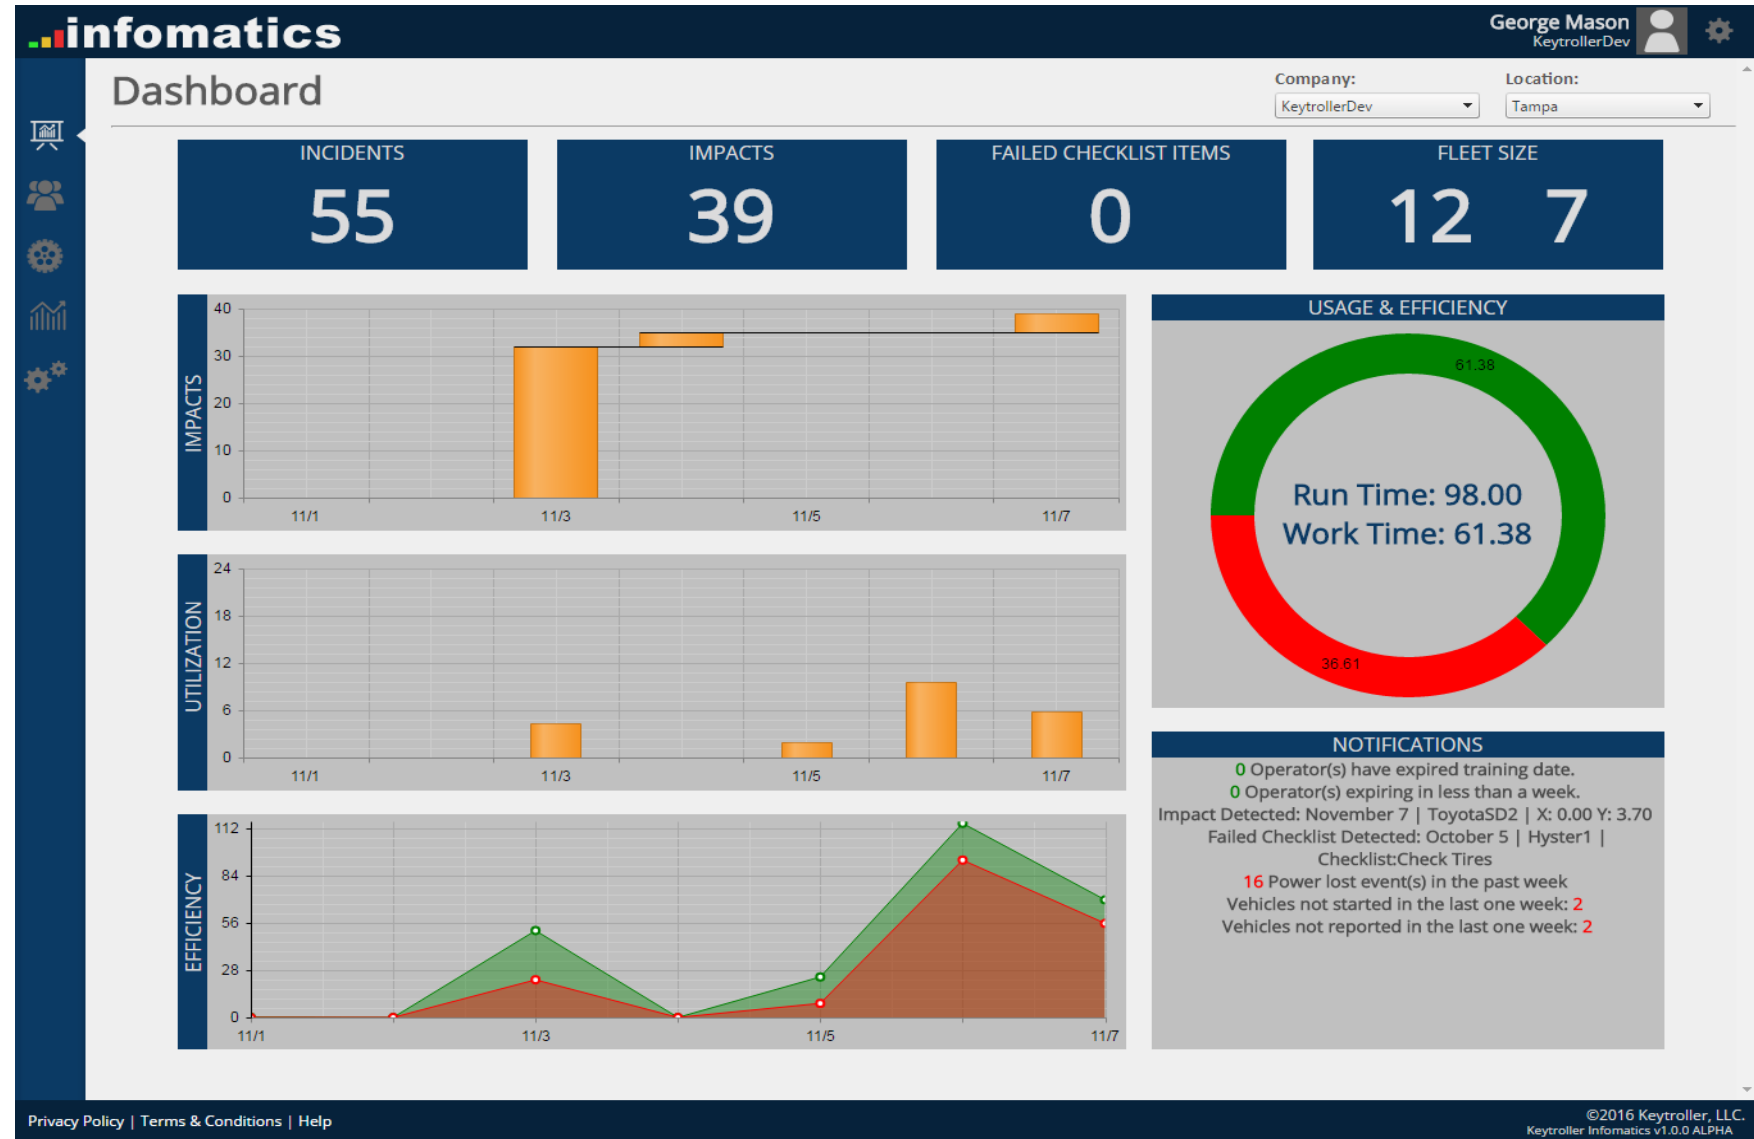 infomatics
George Mason
KeytrollerDev
Dashboard
Company:
Location:
KeytrollerDev
Tampa
INCIDENTS
55
IMPACTS
39
FAILED CHECKLIST ITEMS
0
FLEET SIZE
12 7
IMPACTS
40
30
20
10
0
11/1 11/3 11/5 11/7
UTILIZATION
24
18
12
6
0
11/1 11/3 11/5 11/7
EFFICIENCY
112
84
56
28
0
11/1 11/3 11/5 11/7
USAGE & EFFICIENCY
61.38
Run Time: 98.00
Work Time: 61.38
36.61
NOTIFICATIONS
0 Operator(s) have expired training date.
0 Operator(s) expiring in less than a week.
Impact Detected: November 7 | ToyotaSD2 | X: 0.00 Y: 3.70
Failed Checklist Detected: October 5 | Hyster1 |
Checklist:Check Tires
16 Power lost event(s) in the past week
Vehicles not started in the last one week: 2
Vehicles not reported in the last one week: 2
Privacy Policy | Terms & Conditions | Help
©2016 Keytroller, LLC.
Keytroller Infomatics v1.0.0 ALPHA